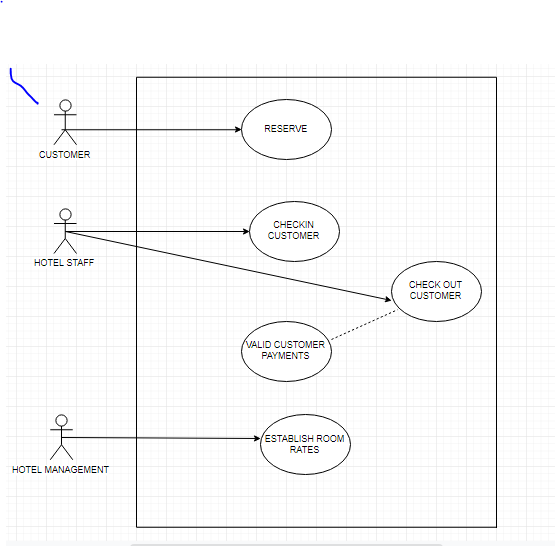 RESERVE
CUSTOMER
CHECKIN
CUSTOMER
HOTEL STAFF
CHECK OUT
CUSTOMER
VALID CUSTOMER
PAYMENTS
ESTABLISH ROOM
RATES
HOTEL MANAGEMENT